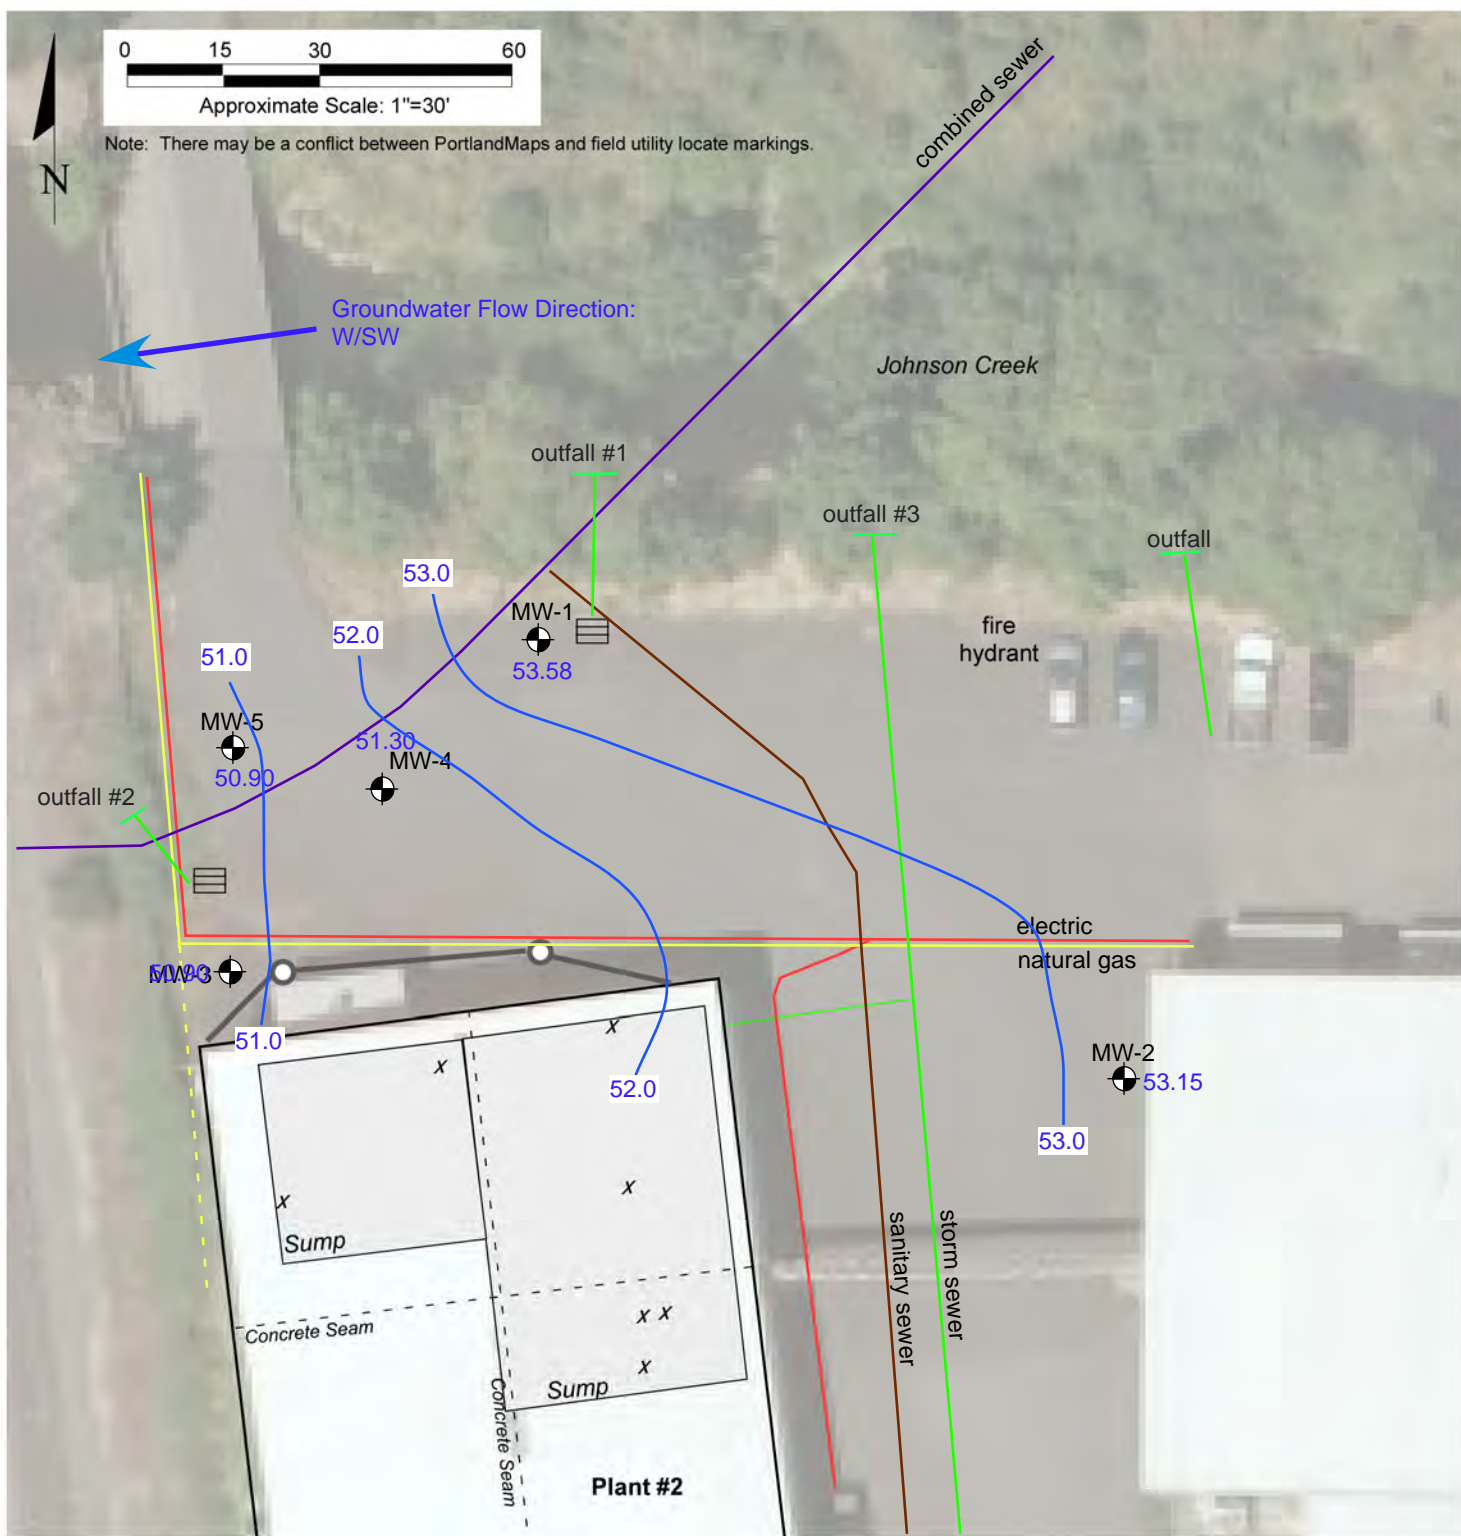 0 15 30 60
Approximate Scale: 1"=30'
Note: There may be a conflict between PortlandMaps and field utility locate markings.
N
combined sewer
Groundwater Flow Direction:
W/SW
Johnson Creek
outfall #1
outfall #3
outfall
53.0
MW-1
53.58
52.0
51.0
fire
hydrant
MW-5
50.90
51.30
MW-4
outfall #2
electric
natural gas
MW-3
50.90
51.0
52.0
MW-2
53.15
53.0
x
x
x
x
Sump
x x
x
Concrete Seam
Sump
Concrete Seam
sanitary sewer
storm sewer
Plant #2